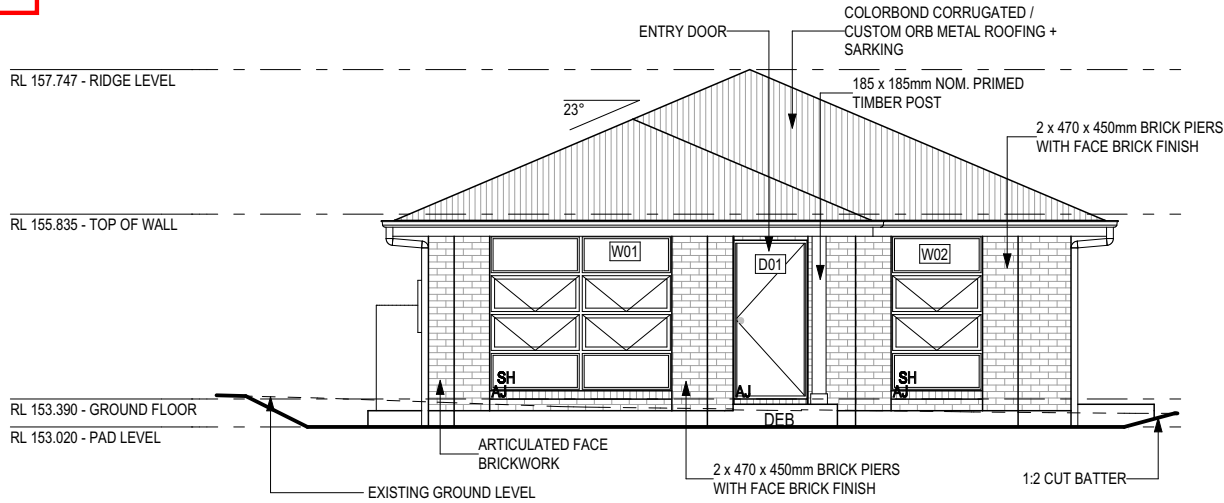 COLORBOND CORRUGATED /
CUSTOM ORB METAL ROOFING +
SARKING
ENTRY DOOR
RL 157.747 - RIDGE LEVEL
185 x 185mm NOM. PRIMED
TIMBER POST
23°
2 x 470 x 450mm BRICK PIERS
WITH FACE BRICK FINISH
RL 155.835 - TOP OF WALL
W01
D01
W02
SH
AJ
AJ
SH
AJ
RL 153.390 - GROUND FLOOR
DEB
RL 153.020 - PAD LEVEL
ARTICULATED FACE
BRICKWORK
2 x 470 x 450mm BRICK PIERS
WITH FACE BRICK FINISH
1:2 CUT BATTER
EXISTING GROUND LEVEL